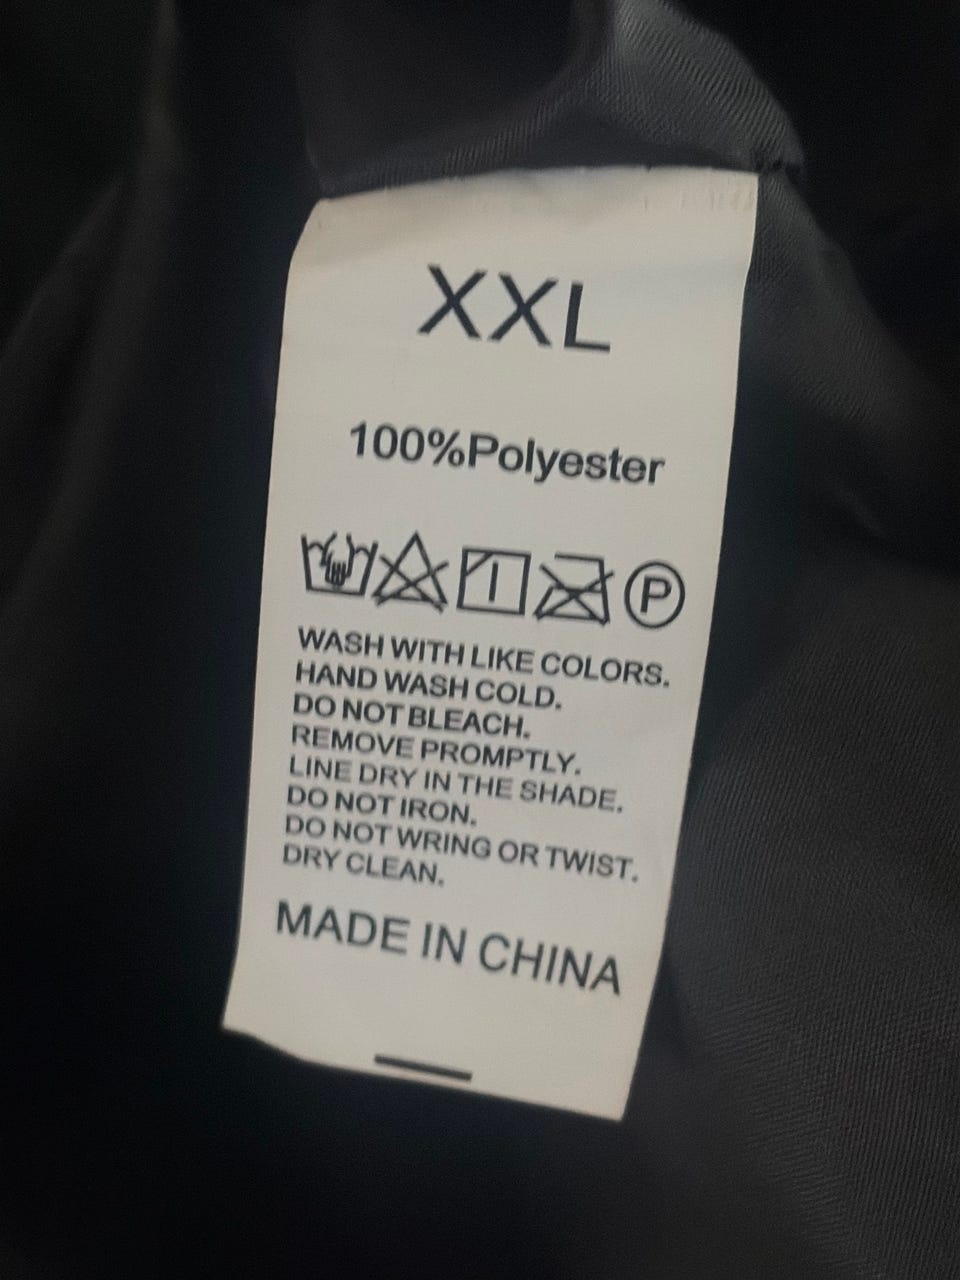 XXL
100%Polyester
P
WASH WITH LIKE COLORS.
HAND WASH COLD.
DO NOT BLEACH.
REMOVE PROMPTLY.
LINE DRY IN THE SHADE.
DO NOT IRON.
DO NOT WRING OR TWIST.
DRY CLEAN.
MADE IN CHINA